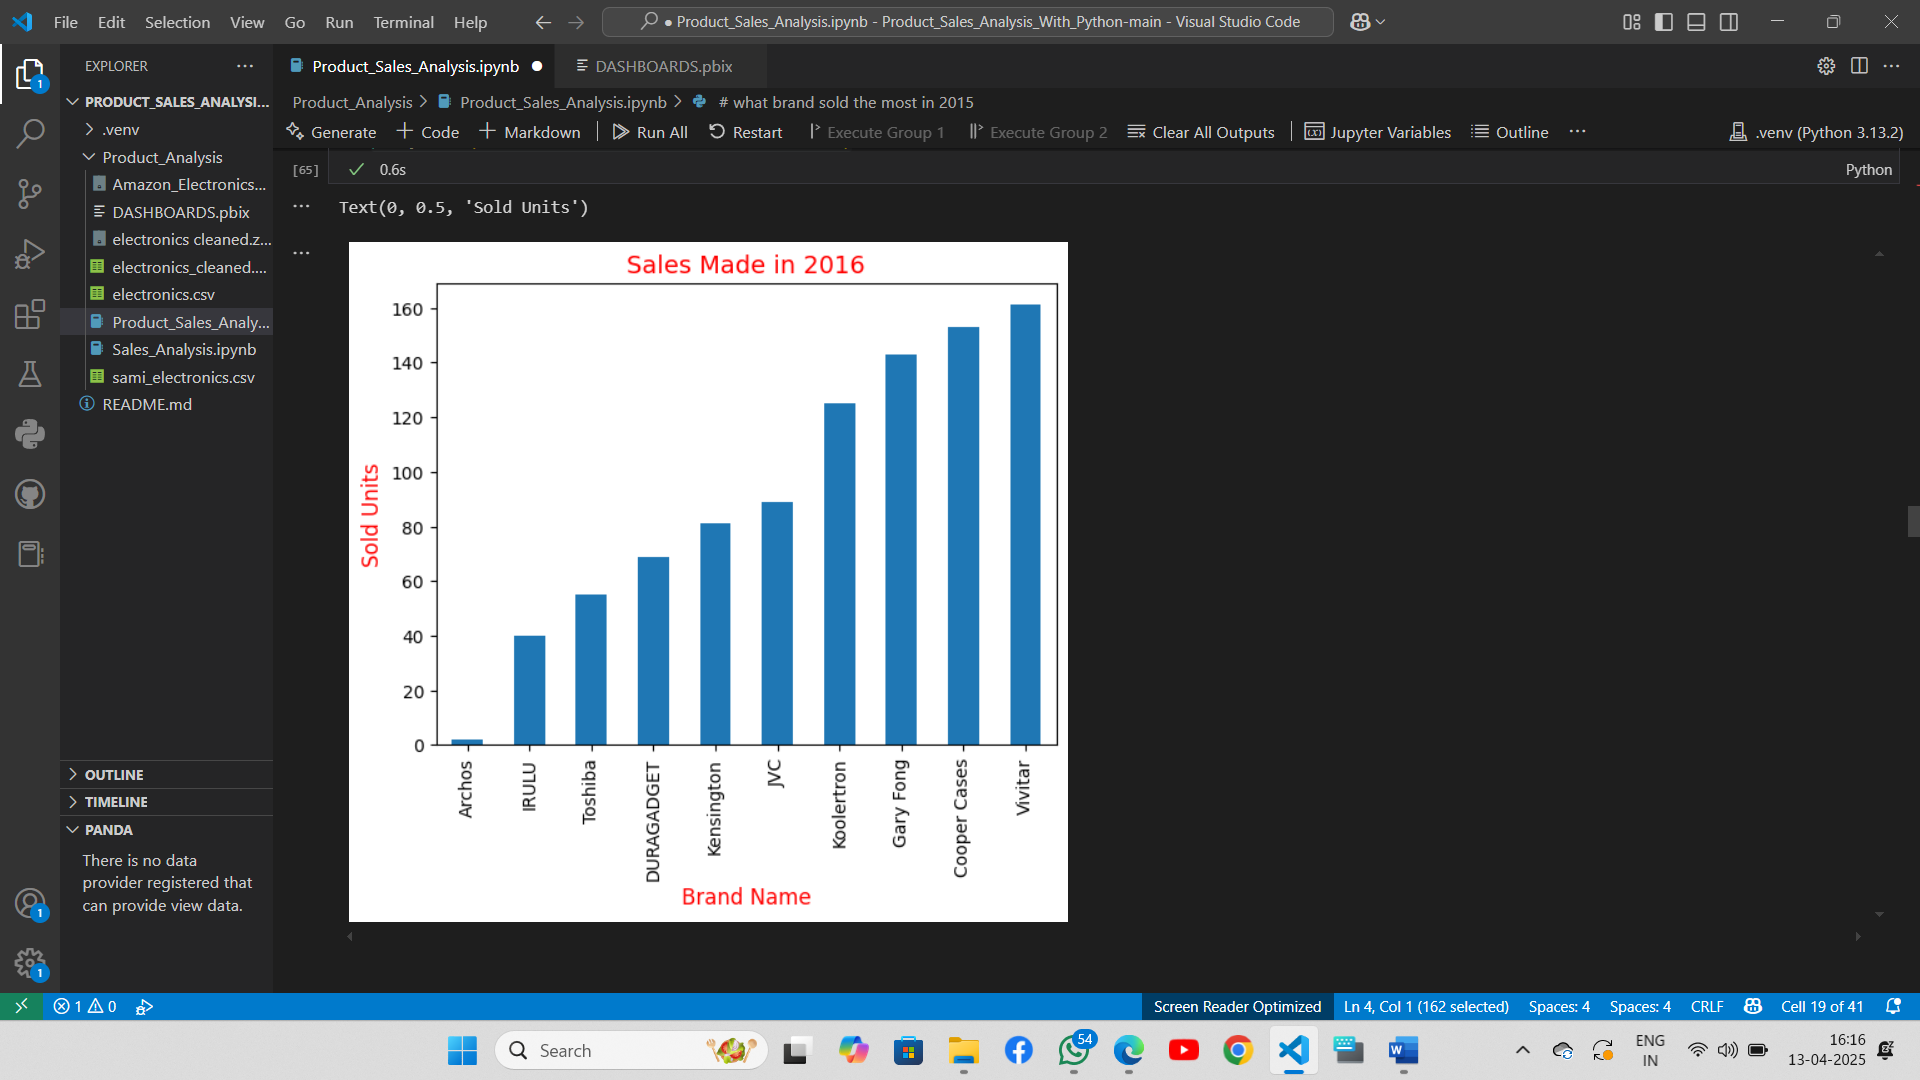 File Edit Selection View Go Run Terminal Help
● Product_Sales_Analysis.ipynb - Product_Sales_Analysis_With_Python-main - Visual Studio Code
EXPLORER
PRODUCT_SALES_ANALYSI...
.venv
Product_Analysis
Amazon_Electronics...
DASHBOARDS.pbix
electronics cleaned.z...
electronics_cleaned....
electronics.csv
Product_Sales_Analy...
Sales_Analysis.ipynb
sami_electronics.csv
README.md
OUTLINE
TIMELINE
PANDA
There is no data
provider registered that
can provide view data.
1
1
1
Product_Sales_Analysis.ipynb ●
DASHBOARDS.pbix
Product_Analysis > Product_Sales_Analysis.ipynb > # what brand sold the most in 2015
Generate + Code + Markdown Run All Restart Execute Group 1 Execute Group 2 Clear All Outputs Jupyter Variables Outline ... .venv (Python 3.13.2)
[65] 0.6s Python
Text(0, 0.5, 'Sold Units')
Sales Made in 2016
160
140
120
100
80
60
40
20
0
Sold Units
Archos
IRULU
Toshiba
DURAGADGET
Kensington
JVC
Koolertron
Gary Fong
Cooper Cases
Vivitar
Brand Name
1 0 Screen Reader Optimized Ln 4, Col 1 (162 selected) Spaces: 4 Spaces: 4 CRLF Cell 19 of 41
Search
54
ENG
IN
16:16
13-04-2025